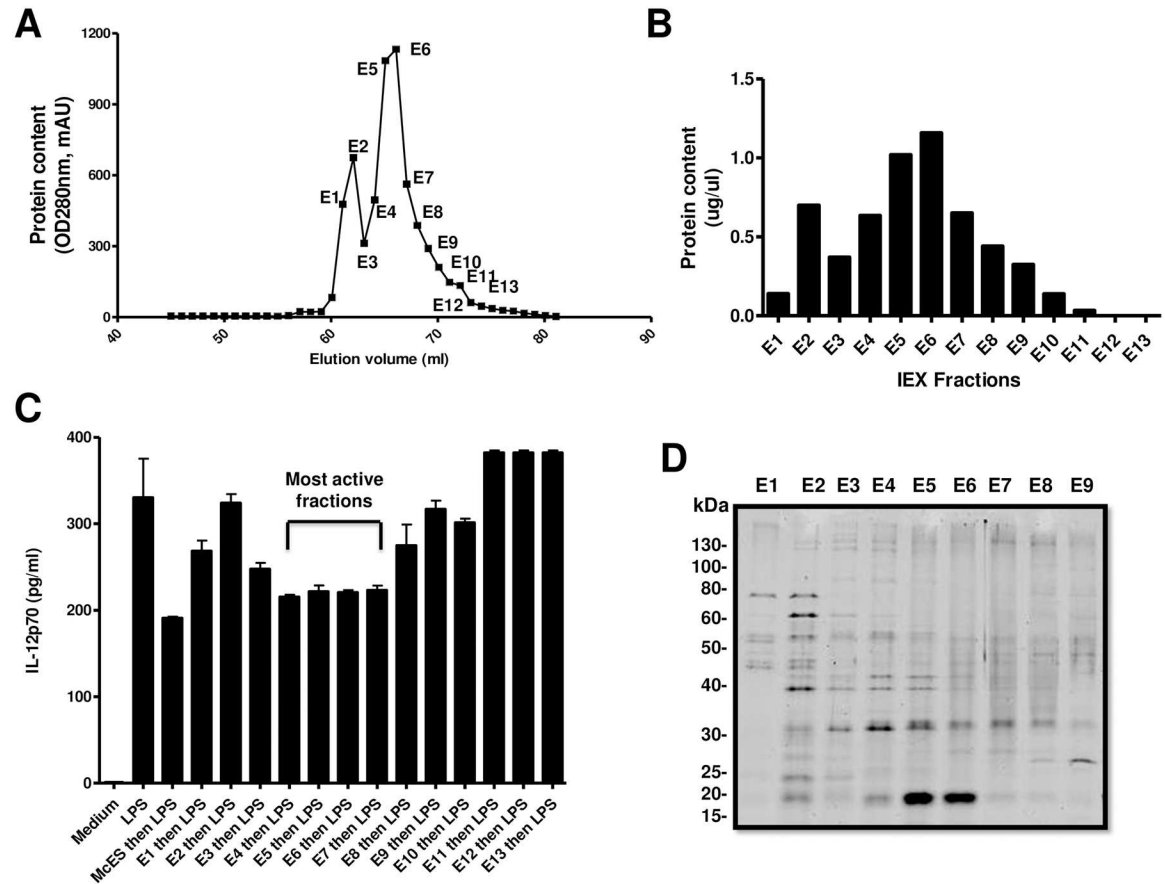 A
Protein content
(OD280nm, mAU)
1200
900
600
300
0
40
50
60
70
80
90
Elution volume (ml)
E1
E2
E3
E4
E5
E6
E7
E8
E9
E10
E11
E12
E13
B
Protein content
(ug/ul)
1.5
1.0
0.5
0.0
E1
E2
E3
E4
E5
E6
E7
E8
E9
E10
E11
E12
E13
IEX Fractions
C
IL-12p70 (pg/ml)
400
300
200
100
0
Most active
fractions
Medium
LPS
McES then LPS
E1 then LPS
E2 then LPS
E3 then LPS
E4 then LPS
E5 then LPS
E6 then LPS
E7 then LPS
E8 then LPS
E9 then LPS
E10 then LPS
E11 then LPS
E12 then LPS
E13 then LPS
D
E1 E2 E3 E4 E5 E6 E7 E8 E9
kDa
130-
100-
80-
60-
50-
40-
30-
25-
20-
15-